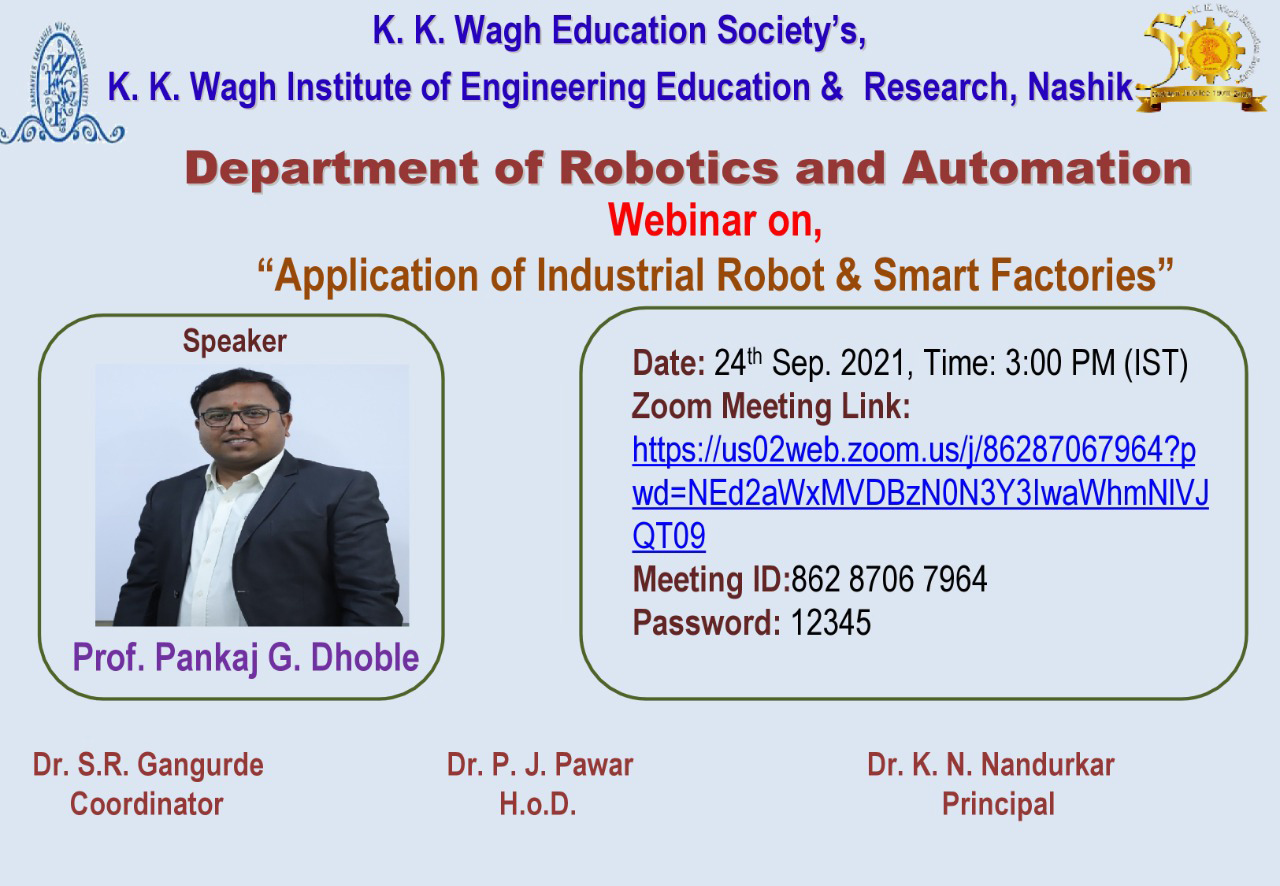 K. K. Wagh Education Society’s,
K. K. Wagh Institute of Engineering Education & Research, Nashik
Department of Robotics and Automation
Webinar on,
“Application of Industrial Robot & Smart Factories”
Speaker
Prof. Pankaj G. Dhoble
Date: 24th Sep. 2021, Time: 3:00 PM (IST)
Zoom Meeting Link:
https://us02web.zoom.us/j/86287067964?p
wd=NEd2aWxMVDBzN0N3Y3IwaWhmNlVJ
QT09
Meeting ID:862 8706 7964
Password: 12345
Dr. S.R. Gangurde
Coordinator
Dr. P. J. Pawar
H.o.D.
Dr. K. N. Nandurkar
Principal